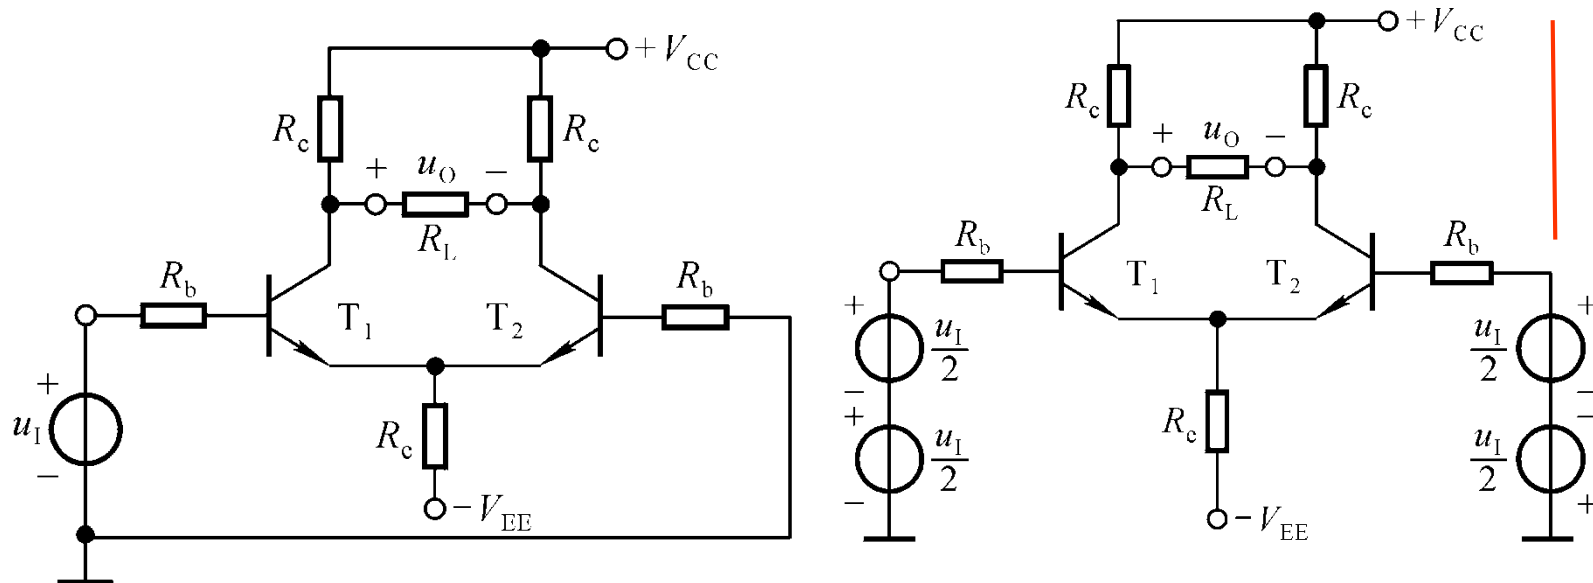 +V_CC
R_c
R_c
+ u_O −
R_L
R_b
R_b
T_1
T_2
+
u_I
−
R_e
−V_EE
+V_CC
R_c
R_c
+ u_O −
R_L
R_b
R_b
T_1
T_2
+
u_I/2
−
+
u_I/2
−
+
u_I/2
−
−
u_I/2
+
R_e
−V_EE